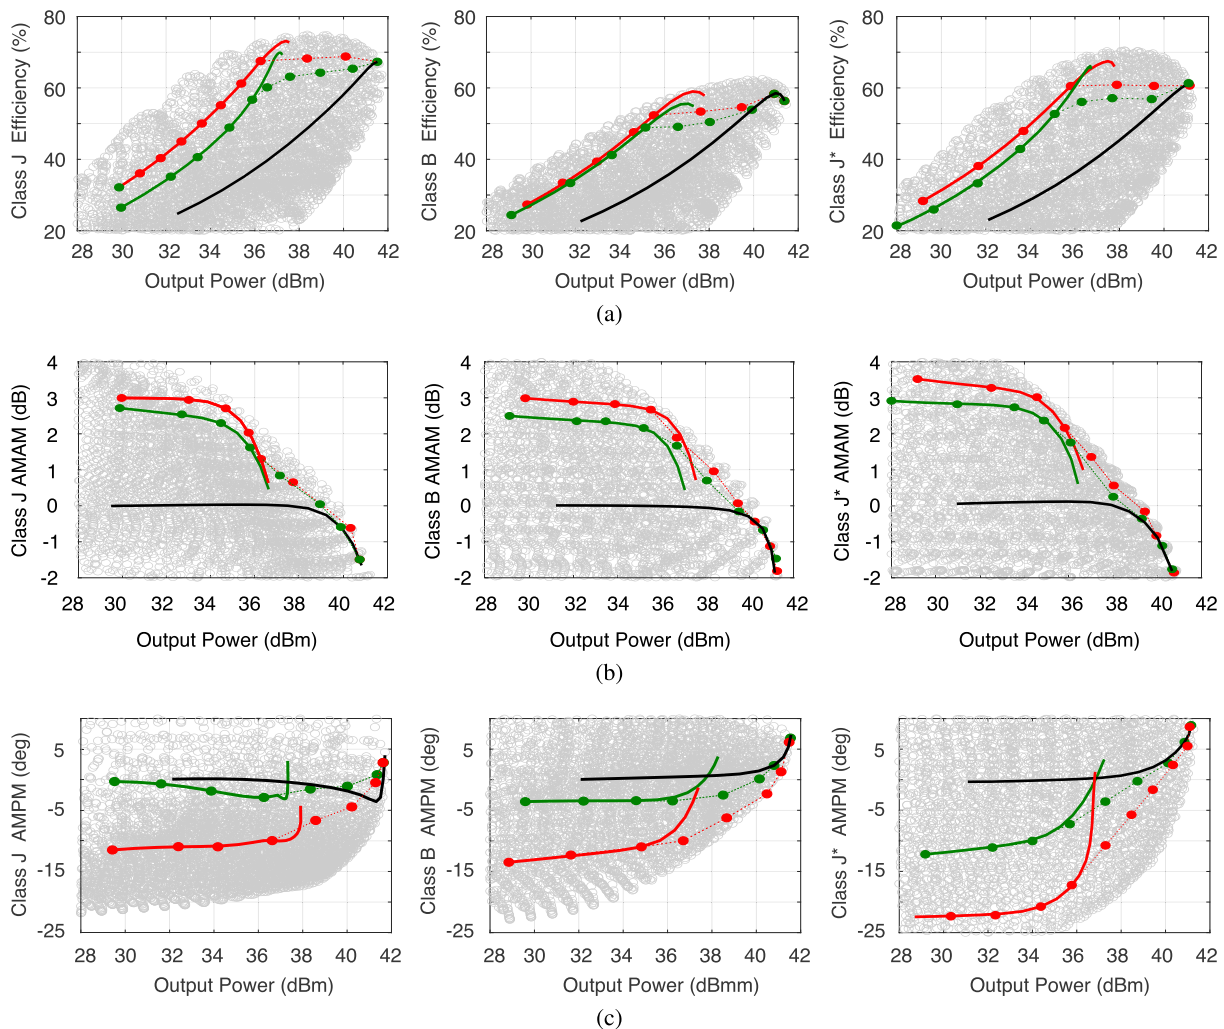 80
60
40
20
Class J Efficiency (%)
28 30 32 34 36 38 40 42
Output Power (dBm)
80
60
40
20
Class B Efficiency (%)
28 30 32 34 36 38 40 42
Output Power (dBm)
80
60
40
20
Class J* Efficiency (%)
28 30 32 34 36 38 40 42
Output Power (dBm)
(a)
4
3
2
1
0
-1
-2
Class J AMAM (dB)
28 30 32 34 36 38 40 42
Output Power (dBm)
4
3
2
1
0
-1
-2
Class B AMAM (dB)
28 30 32 34 36 38 40 42
Output Power (dBm)
4
3
2
1
0
-1
-2
Class J* AMAM (dB)
28 30 32 34 36 38 40 42
Output Power (dBm)
(b)
5
-5
-15
-25
Class J AMPM (deg)
28 30 32 34 36 38 40 42
Output Power (dBm)
5
-5
-15
-25
Class B AMPM (deg)
28 30 32 34 36 38 40 42
Output Power (dBmm)
5
-5
-15
-25
Class J* AMPM (deg)
28 30 32 34 36 38 40 42
Output Power (dBm)
(c)